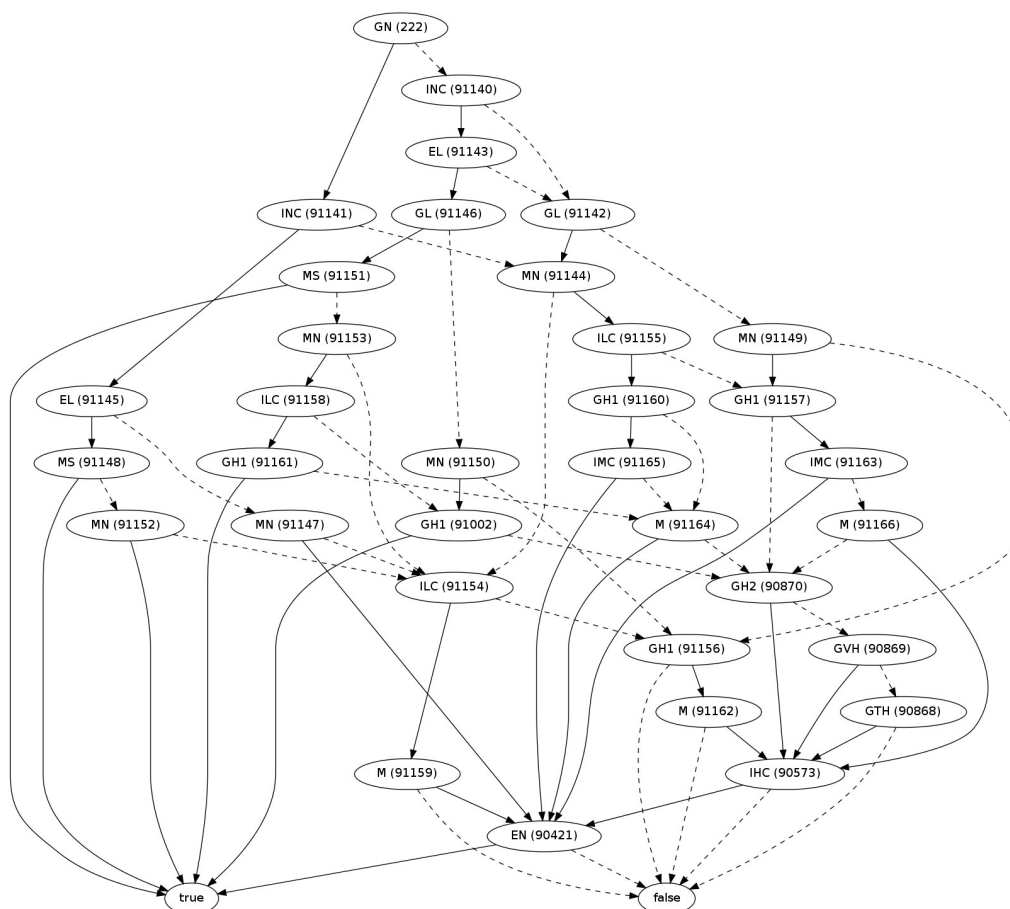 GN (222)
INC (91140)
EL (91143)
INC (91141)
GL (91146)
GL (91142)
MS (91151)
MN (91144)
MN (91153)
ILC (91155)
MN (91149)
EL (91145)
ILC (91158)
GH1 (91160)
GH1 (91157)
MS (91148)
GH1 (91161)
MN (91150)
IMC (91165)
IMC (91163)
MN (91152)
MN (91147)
GH1 (91002)
M (91164)
M (91166)
ILC (91154)
GH2 (90870)
GH1 (91156)
GVH (90869)
M (91162)
GTH (90868)
M (91159)
IHC (90573)
EN (90421)
true
false